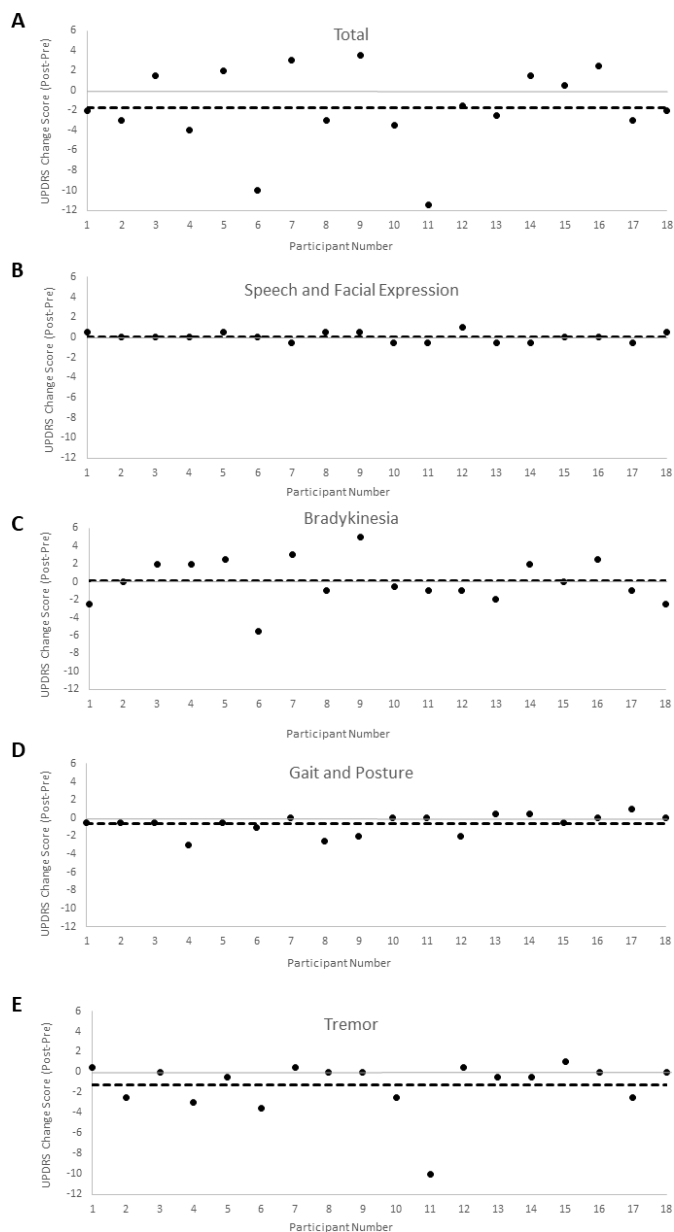 A
Total
UPDRS Change Score (Post-Pre)
6
4
2
0
-2
-4
-6
-8
-10
-12
1 2 3 4 5 6 7 8 9 10 11 12 13 14 15 16 17 18
Participant Number
B
Speech and Facial Expression
UPDRS Change Score (Post-Pre)
6
4
2
0
-2
-4
-6
-8
-10
-12
1 2 3 4 5 6 7 8 9 10 11 12 13 14 15 16 17 18
Participant Number
C
Bradykinesia
UPDRS Change Score (Post-Pre)
6
4
2
0
-2
-4
-6
-8
-10
-12
1 2 3 4 5 6 7 8 9 10 11 12 13 14 15 16 17 18
Participant Number
D
Gait and Posture
UPDRS Change Score (Post-Pre)
6
4
2
0
-2
-4
-6
-8
-10
-12
1 2 3 4 5 6 7 8 9 10 11 12 13 14 15 16 17 18
Participant Number
E
Tremor
UPDRS Change Score (Post-Pre)
6
4
2
0
-2
-4
-6
-8
-10
-12
1 2 3 4 5 6 7 8 9 10 11 12 13 14 15 16 17 18
Participant Number